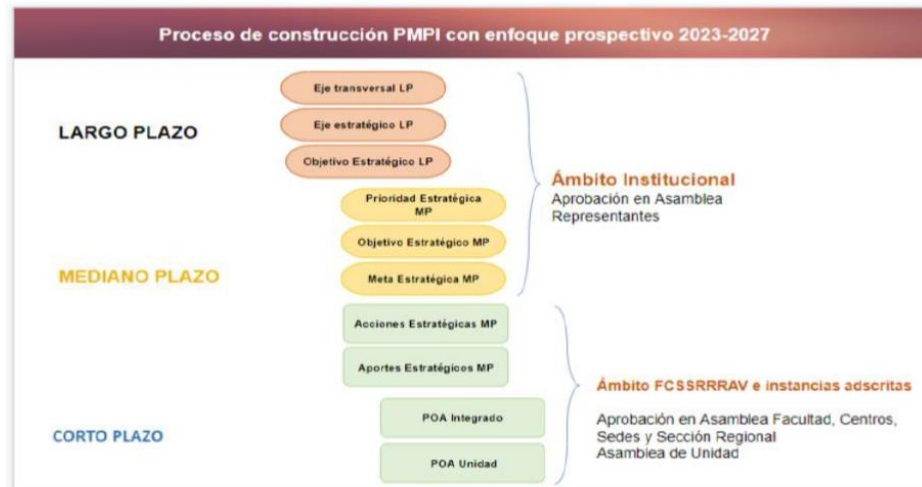 Proceso de construcción PMPI con enfoque prospectivo 2023-2027
LARGO PLAZO
Eje transversal LP
Eje estratégico LP
Objetivo Estratégico LP
Prioridad Estratégica
MP
Objetivo Estratégico MP
MEDIANO PLAZO
Meta Estratégica MP
Ámbito Institucional
Aprobación en Asamblea
Representantes
Acciones Estratégicas MP
Aportes Estratégicos MP
CORTO PLAZO
POA Integrado
POA Unidad
Ámbito FCSSRRRAV e instancias adscritas
Aprobación en Asamblea Facultad, Centros,
Sedes y Sección Regional
Asamblea de Unidad